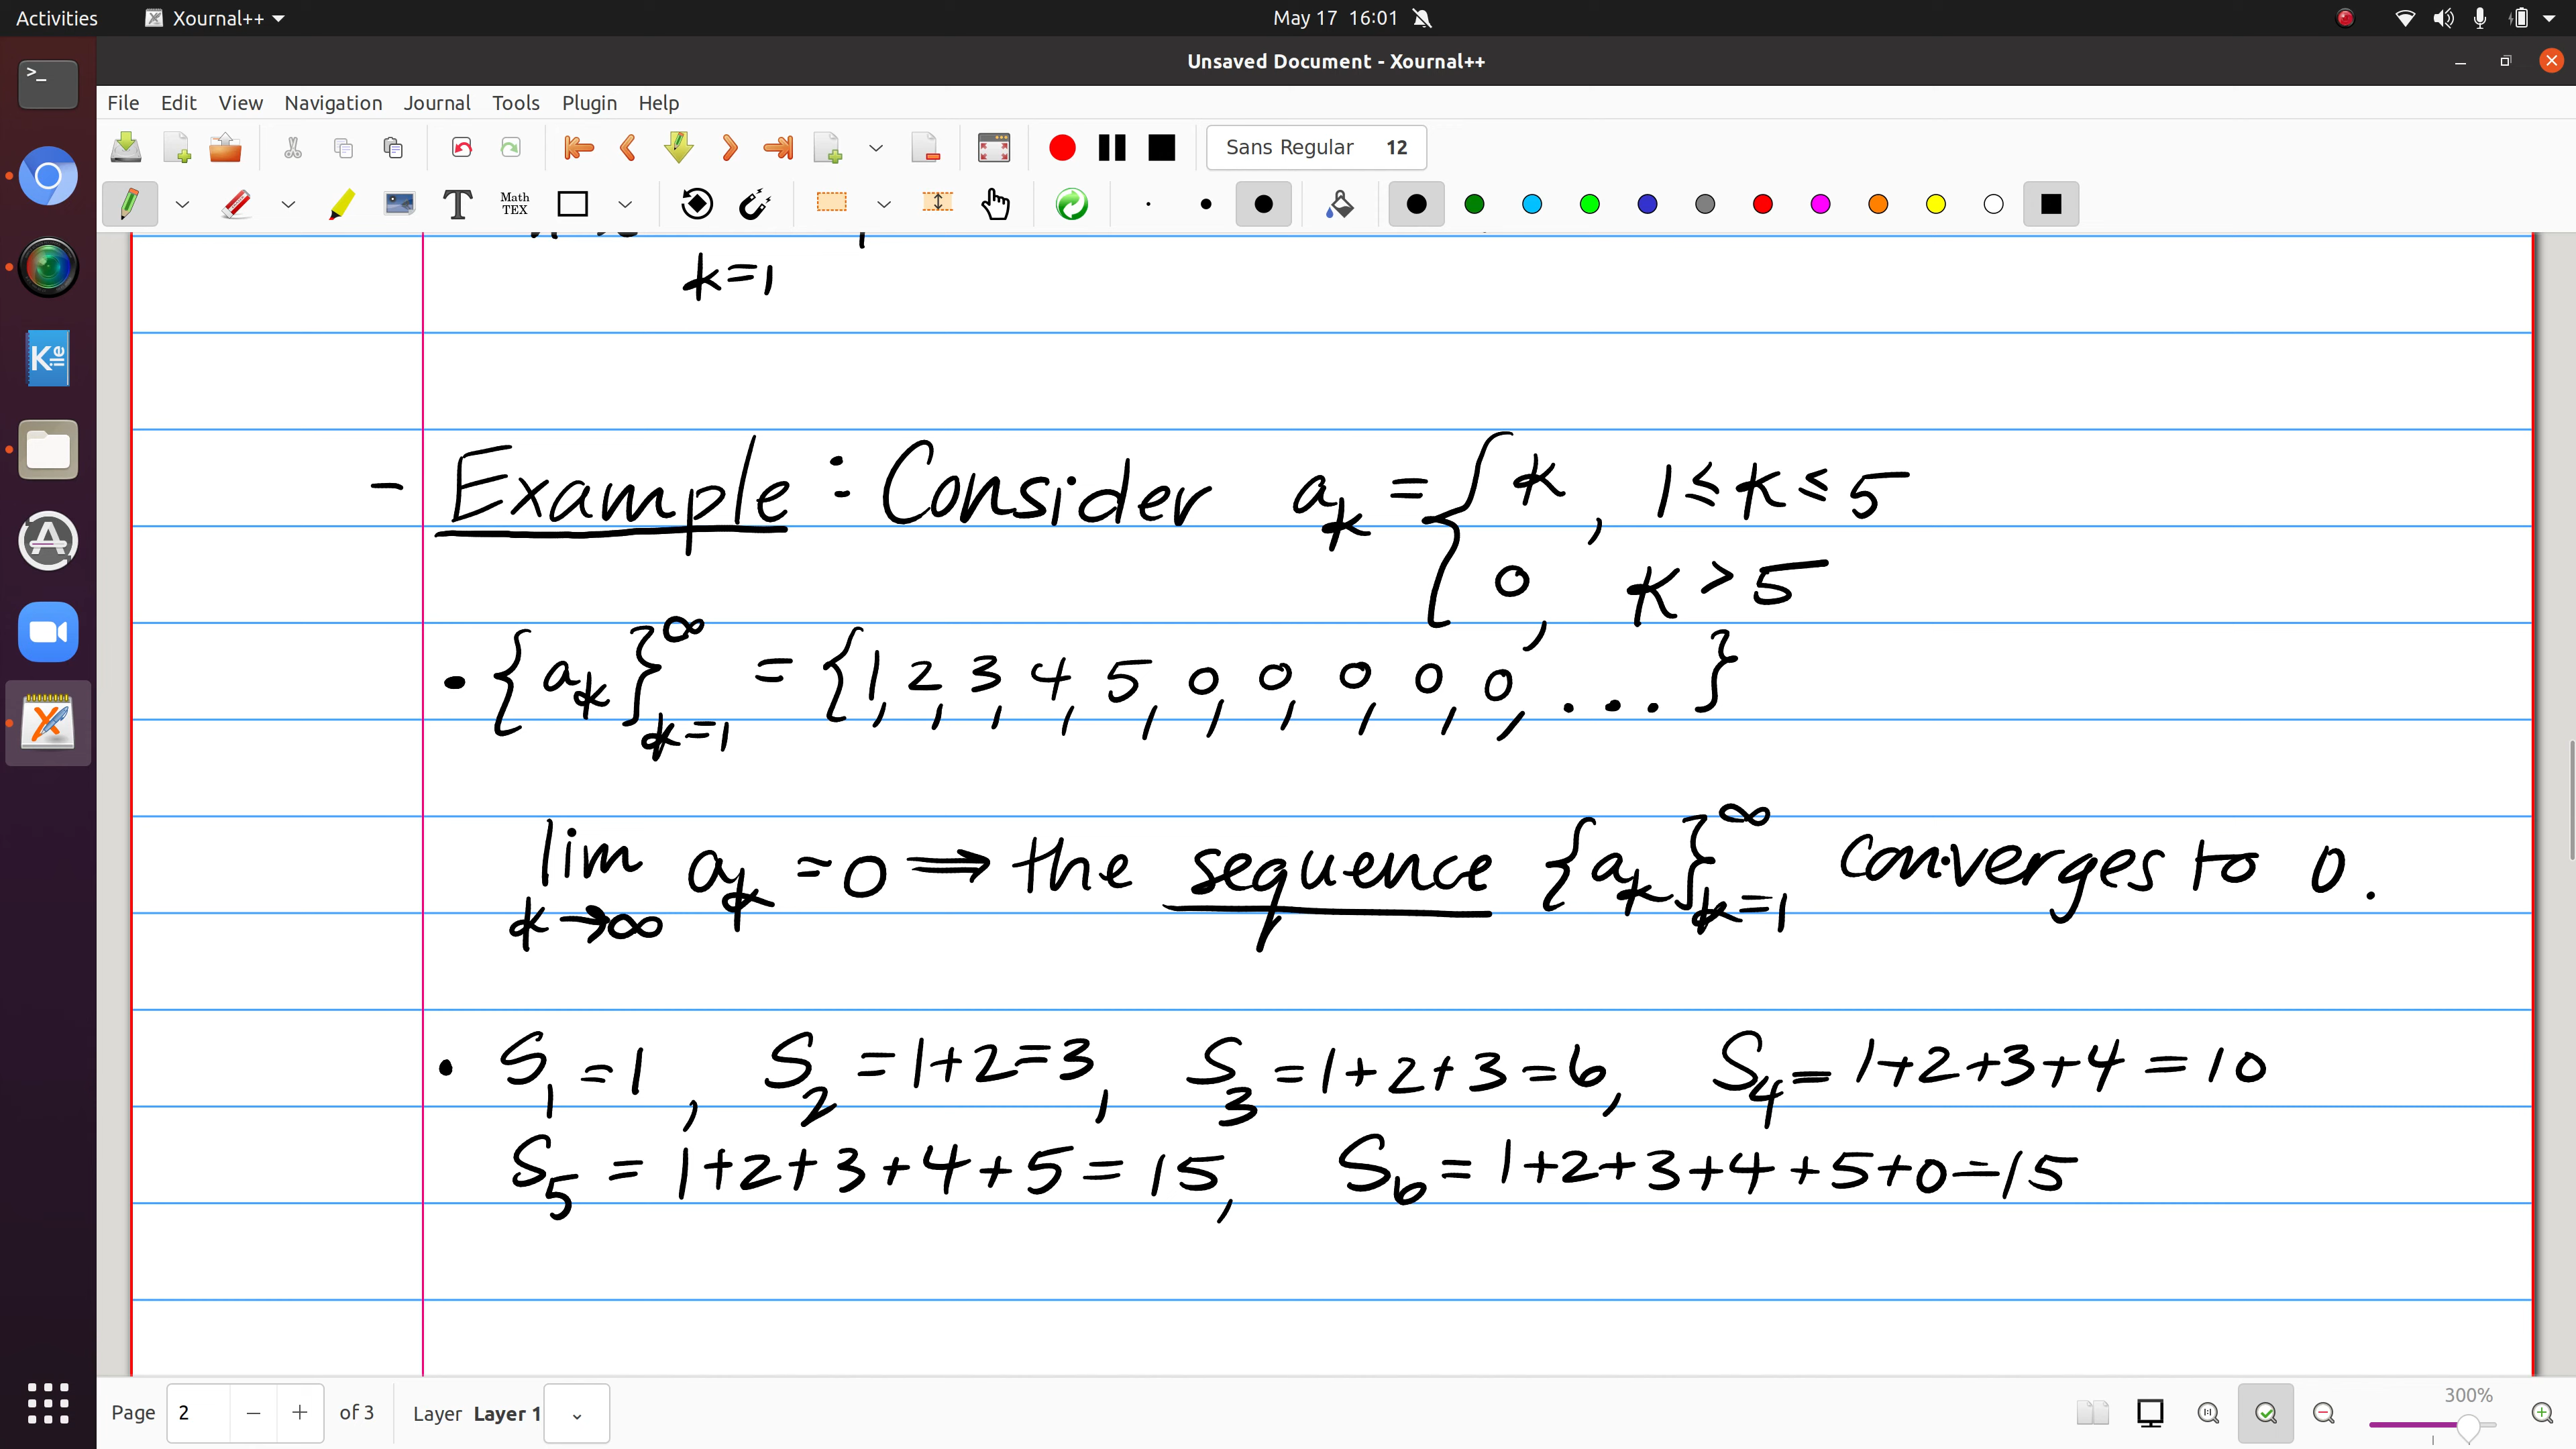 Activities Xournal++ May 17 16:01
Unsaved Document - Xournal++
File Edit View Navigation Journal Tools Plugin Help
Sans Regular 12
Math TEX
k=1
- Example : Consider a_k = { k, 1 ≤ k ≤ 5
0, k > 5
• {a_k}_{k=1}^∞ = {1, 2, 3, 4, 5, 0, 0, 0, 0, 0, . . . }
lim_{k→∞} a_k = 0 ⇒ the sequence {a_k}_{k=1}^∞ converges to 0.
• S_1 = 1, S_2 = 1+2 = 3, S_3 = 1+2+3 = 6, S_4 = 1+2+3+4 = 10
S_5 = 1+2+3+4+5 = 15, S_6 = 1+2+3+4+5+0 = 15
Page 2 − + of 3 Layer Layer 1 300%